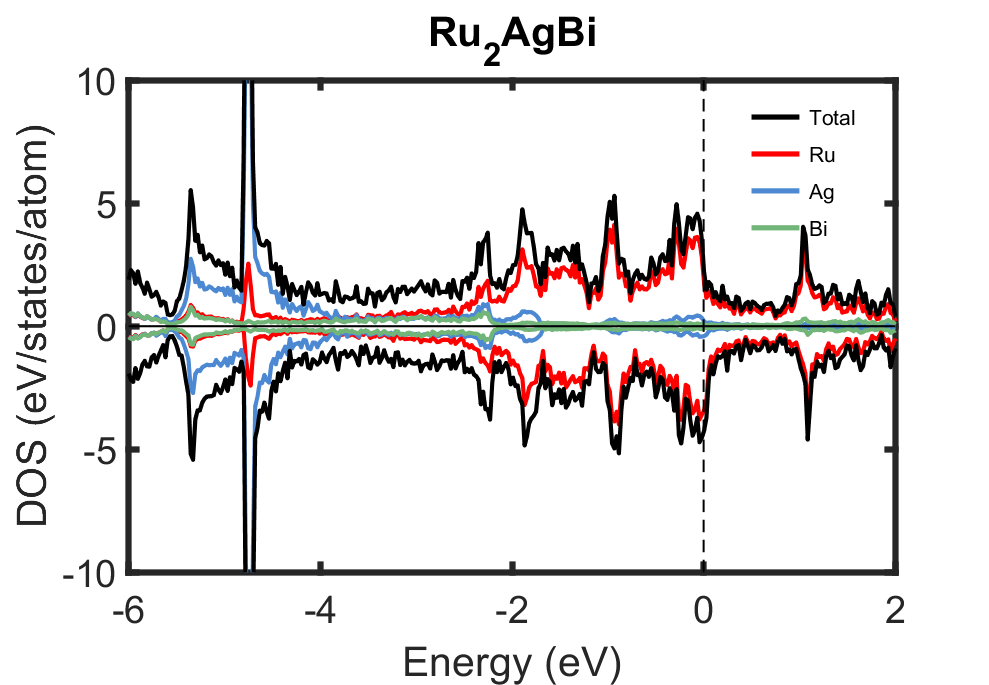 Ru2AgBi
10
5
0
-5
-10
DOS (eV/states/atom)
Total
Ru
Ag
Bi
-6 -4 -2 0 2
Energy (eV)